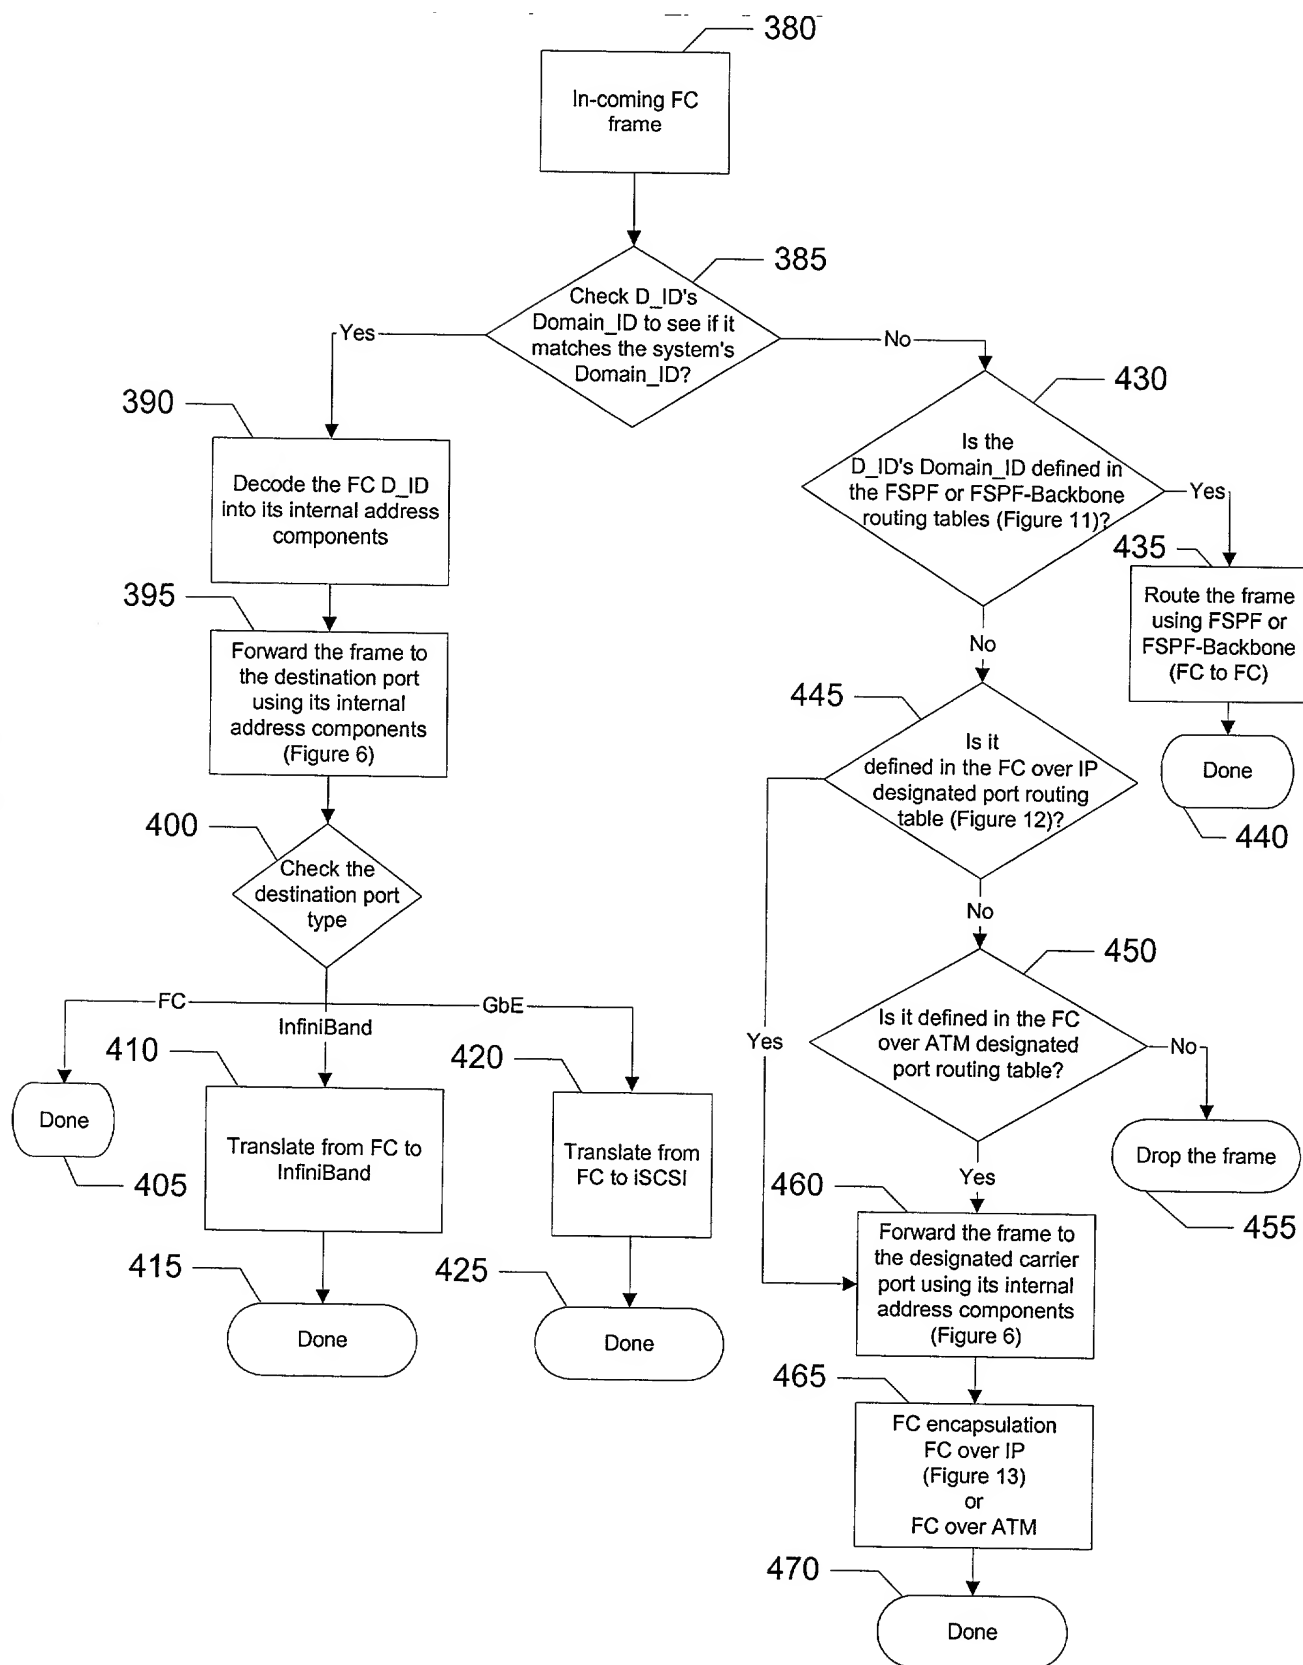 380
In-coming FC
frame
385
Check D_ID's
Domain_ID to see if it
matches the system's
Domain_ID?
Yes
No
390
Decode the FC D_ID
into its internal address
components
430
Is the
D_ID's Domain_ID defined in
the FSPF or FSPF-Backbone
routing tables (Figure 11)?
Yes
435
Route the frame
using FSPF or
FSPF-Backbone
(FC to FC)
Done
440
395
Forward the frame to
the destination port
using its internal
address components
(Figure 6)
No
445
Is it
defined in the FC over IP
designated port routing
table (Figure 12)?
400
Check the
destination port
type
No
450
Is it defined in the FC
over ATM designated
port routing table?
Yes
No
FC
InfiniBand
GbE
Done
405
410
Translate from FC to
InfiniBand
415
Done
420
Translate from
FC to iSCSI
425
Done
Drop the frame
455
Yes
460
Forward the frame to
the designated carrier
port using its internal
address components
(Figure 6)
465
FC encapsulation
FC over IP
(Figure 13)
or
FC over ATM
470
Done